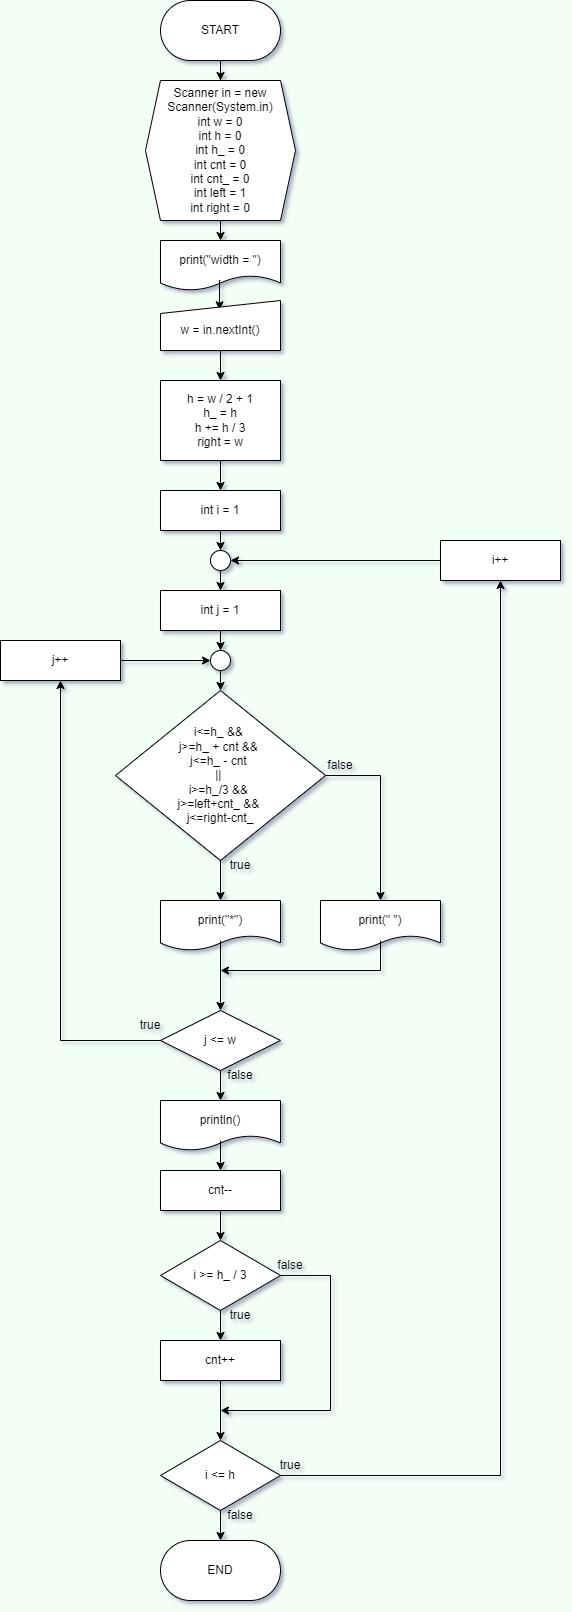 START
Scanner in = new
Scanner(System.in)
int w = 0
int h = 0
int h_ = 0
int cnt = 0
int cnt_ = 0
int left = 1
int right = 0
print("width = ")
w = in.nextInt()
h = w / 2 + 1
h_ = h
h += h / 3
right = w
int i = 1
i++
int j = 1
j++
i<=h_ &&
j>=h_ + cnt &&
j<=h_ - cnt
||
i>=h_/3 &&
j>=left+cnt_ &&
j<=right-cnt_
false
true
print("*")
print(" ")
true
j <= w
false
println()
cnt--
i >= h_ / 3
false
true
cnt++
i <= h
true
false
END